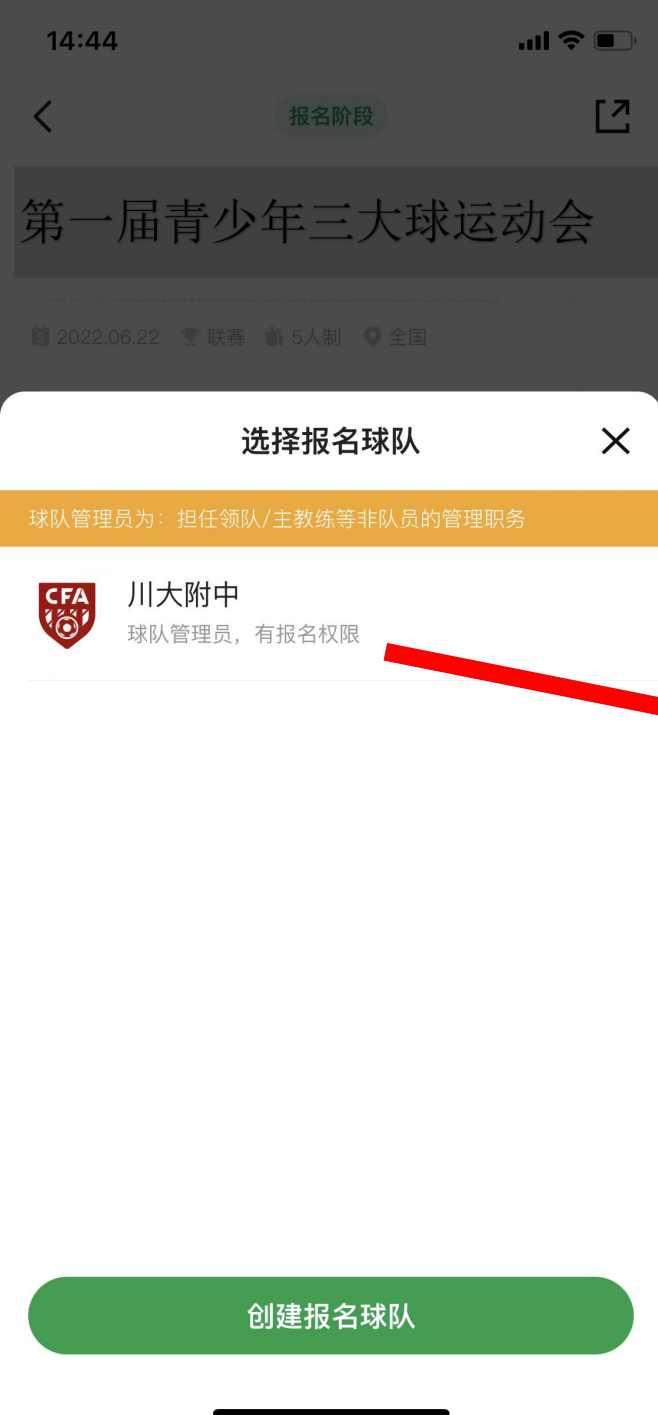 14:44
报名阶段
第一届青少年三大球运动会
2022.06.22 联赛 5人制 全国
选择报名球队
球队管理员为：担任领队/主教练等非队员的管理职务
CFA
川大附中
球队管理员，有报名权限
创建报名球队